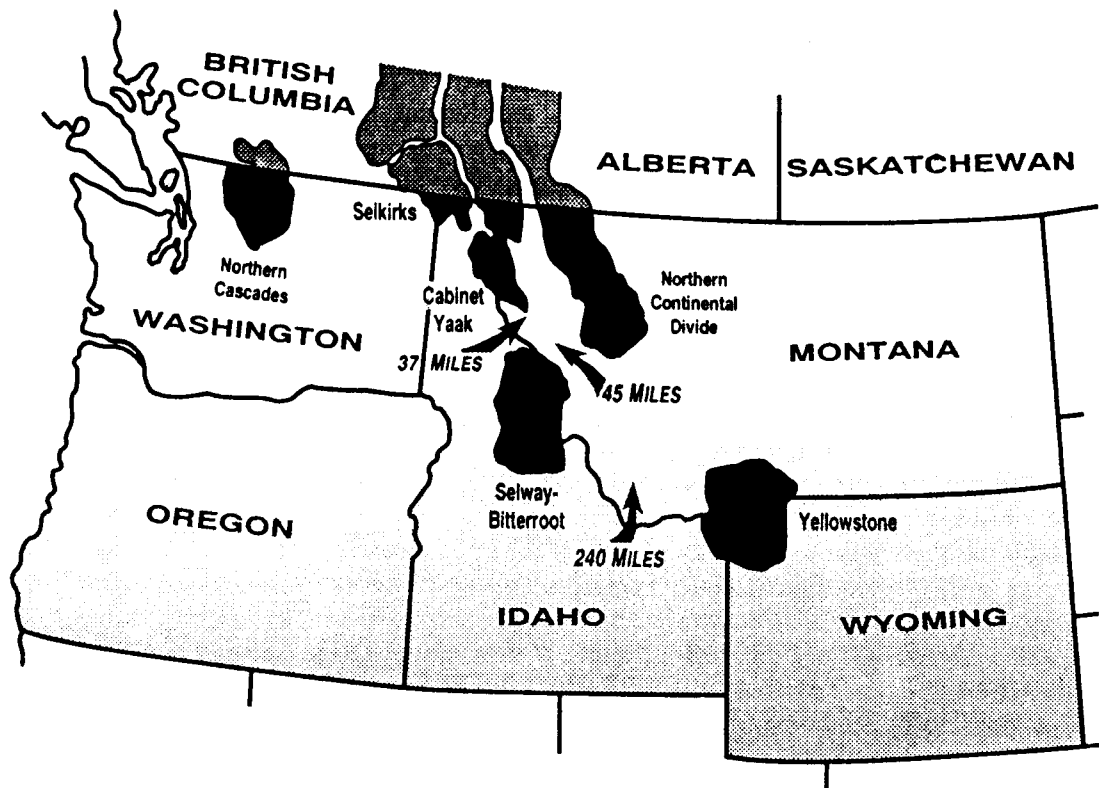 BRITISH
COLUMBIA
ALBERTA
SASKATCHEWAN
Selkirks
Northern
Cascades
WASHINGTON
Cabinet
Yaak
37 MILES
Northern
Continental
Divide
MONTANA
45 MILES
OREGON
Selway-
Bitterroot
240 MILES
Yellowstone
IDAHO
WYOMING